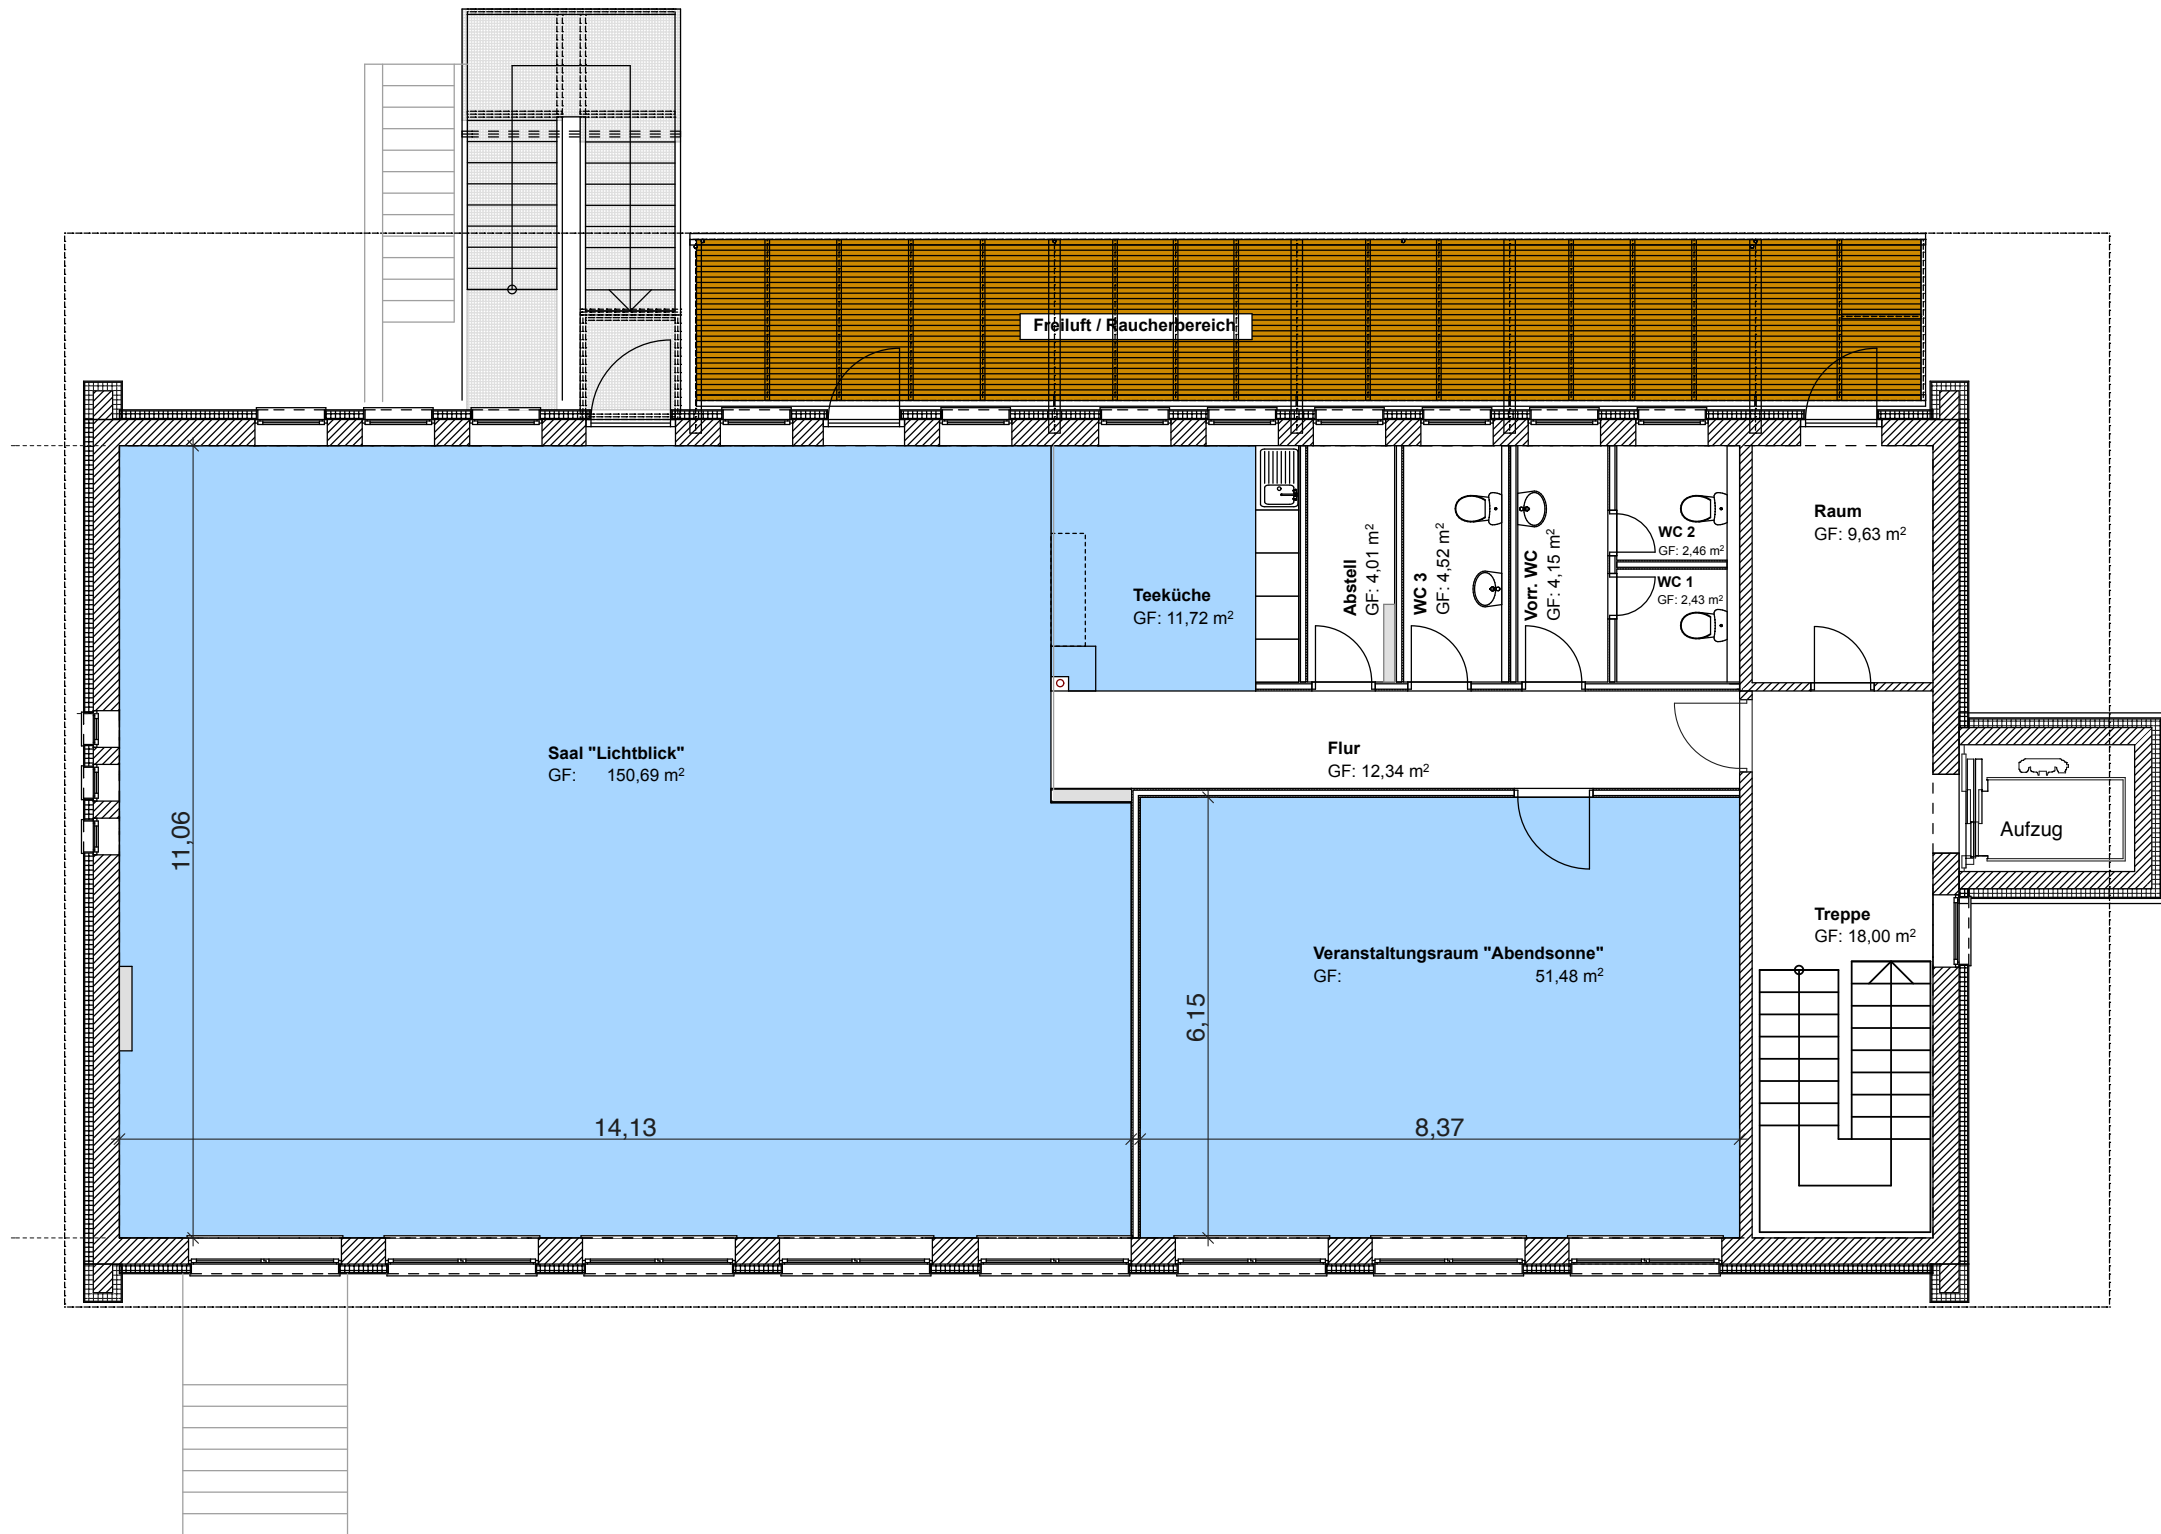 Freiluft / Raucherbereich
Raum
GF: 9,63 m²
WC 2
GF: 2,46 m²
WC 1
GF: 2,43 m²
Vorr. WC
GF: 4,15 m²
WC 3
GF: 4,52 m²
Abstell
GF: 4,01 m²
Teeküche
GF: 11,72 m²
Saal "Lichtblick"
GF: 150,69 m²
Flur
GF: 12,34 m²
11,06
Aufzug
Treppe
GF: 18,00 m²
Veranstaltungsraum "Abendsonne"
GF: 51,48 m²
6,15
14,13
8,37